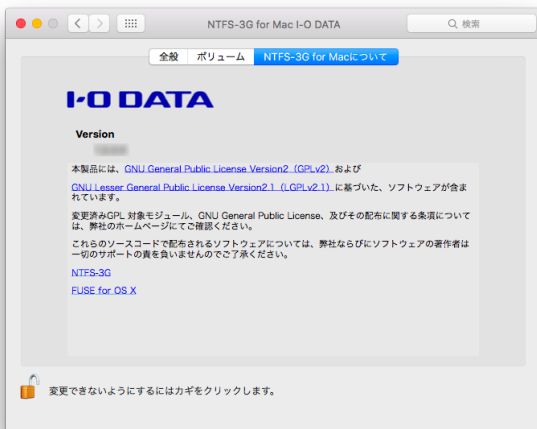 NTFS-3G for Mac I-O DATA
検索
全般 ボリューム NTFS-3G for Macについて
I-O DATA
Version
本製品には、GNU General Public License Version2（GPLv2）および
GNU Lesser General Public License Version2.1（LGPLv2.1）に基づいた、ソフトウェアが含ま
れています。
変更済みGPL 対象モジュール、GNU General Public License、及びその配布に関する条項について
は、弊社のホームページにてご確認ください。
これらのソースコードで配布されるソフトウェアについては、弊社ならびにソフトウェアの著作者は
一切のサポートの責を負いませんのでご了承ください。
NTFS-3G
FUSE for OS X
変更できないようにするにはカギをクリックします。